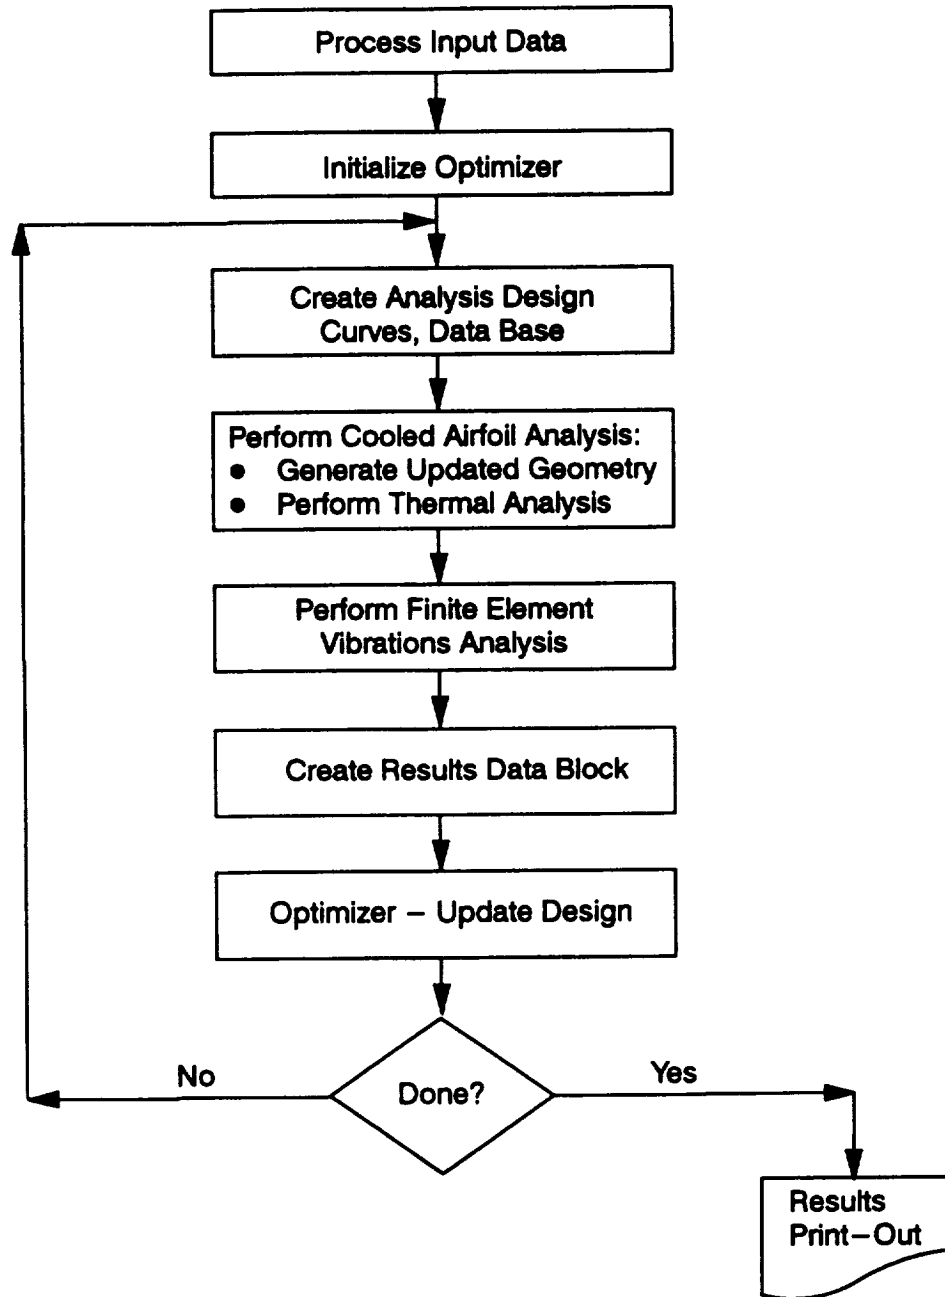 Process Input Data
Initialize Optimizer
Create Analysis Design
Curves, Data Base
Perform Cooled Airfoil Analysis:
● Generate Updated Geometry
● Perform Thermal Analysis
Perform Finite Element
Vibrations Analysis
Create Results Data Block
Optimizer – Update Design
No
Done?
Yes
Results
Print–Out